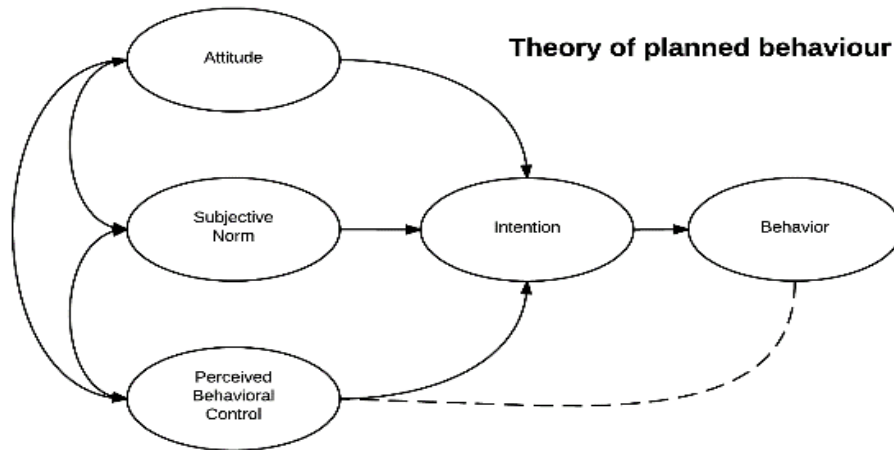 Theory of planned behaviour
Attitude
Subjective
Norm
Intention
Behavior
Perceived
Behavioral
Control